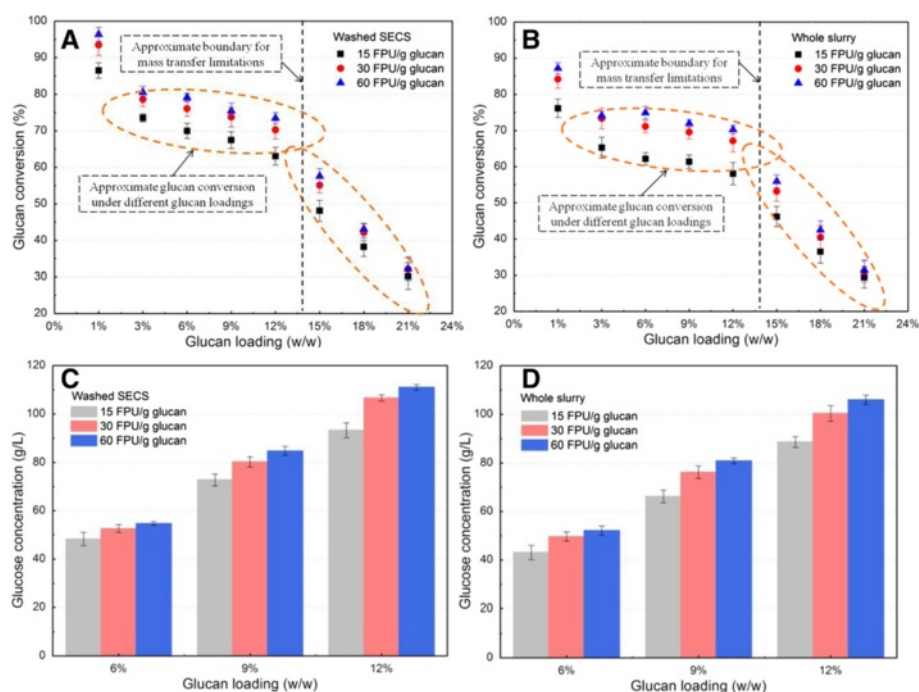 A
Washed SECS
15 FPU/g glucan
30 FPU/g glucan
60 FPU/g glucan
Approximate boundary for
mass transfer limitations
Approximate glucan conversion
under different glucan loadings
Glucan conversion (%)
100
90
80
70
60
50
40
30
20
0% 1% 3% 6% 9% 12% 15% 18% 21% 24%
Glucan loading (w/w)
B
Whole slurry
15 FPU/g glucan
30 FPU/g glucan
60 FPU/g glucan
Approximate boundary for
mass transfer limitations
Approximate glucan conversion
under different glucan loadings
Glucan conversion (%)
100
90
80
70
60
50
40
30
20
0% 1% 3% 6% 9% 12% 15% 18% 21% 24%
Glucan loading (w/w)
C
Washed SECS
15 FPU/g glucan
30 FPU/g glucan
60 FPU/g glucan
Glucose concentration (g/L)
120
100
80
60
40
20
0
6% 9% 12%
Glucan loading (w/w)
D
Whole slurry
15 FPU/g glucan
30 FPU/g glucan
60 FPU/g glucan
Glucose concentration (g/L)
120
100
80
60
40
20
0
6% 9% 12%
Glucan loading (w/w)